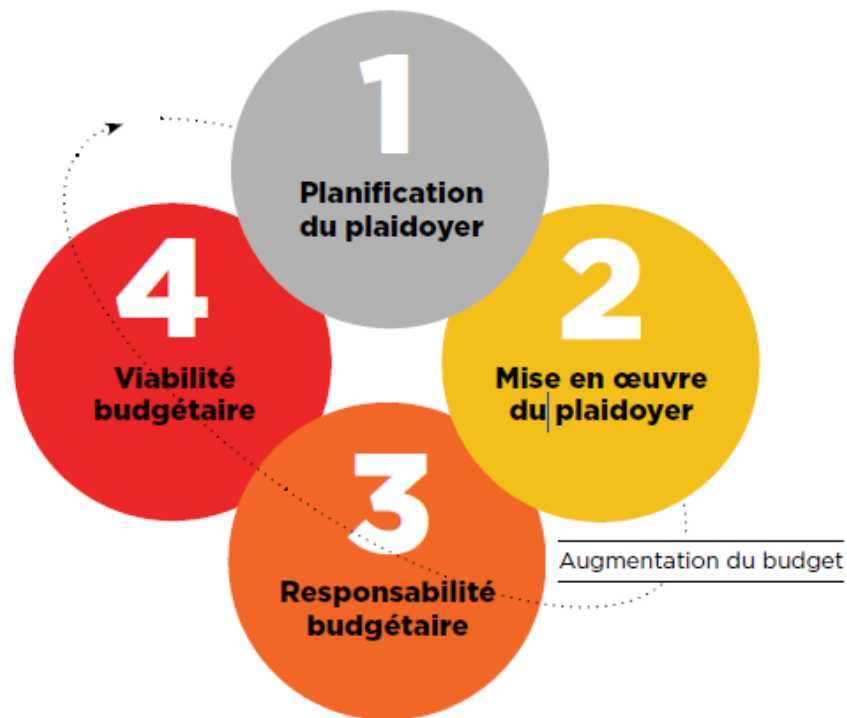 1
Planification
du plaidoyer
2
Mise en œuvre
du plaidoyer
Augmentation du budget
3
Responsabilité
budgétaire
4
Viabilité
budgétaire